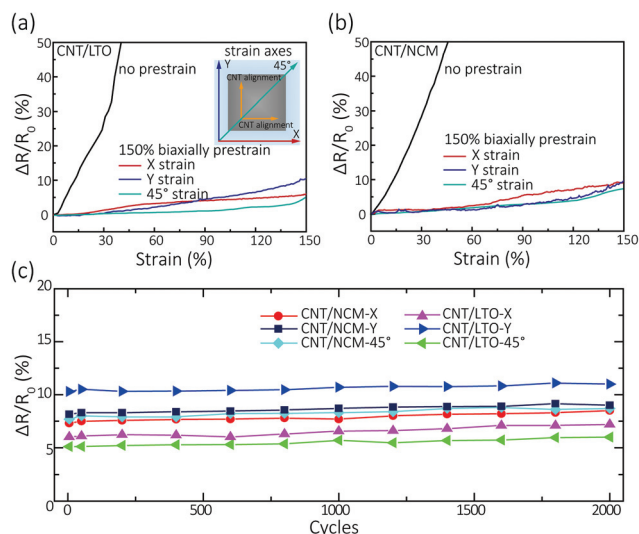 (a)
50
40
30
20
10
0
ΔR/R0 (%)
CNT/LTO
no prestrain
strain axes
Y
45°
CNT alignment
CNT alignment
X
150% biaxially prestrain
X strain
Y strain
45° strain
0 30 60 90 120 150
Strain (%)
(b)
50
40
30
20
10
0
ΔR/R0 (%)
CNT/NCM
no prestrain
150% biaxially prestrain
X strain
Y strain
45° strain
0 30 60 90 120 150
Strain (%)
(c)
20
15
10
5
0
ΔR/R0 (%)
CNT/NCM-X CNT/LTO-X
CNT/NCM-Y CNT/LTO-Y
CNT/NCM-45° CNT/LTO-45°
0 500 1000 1500 2000
Cycles